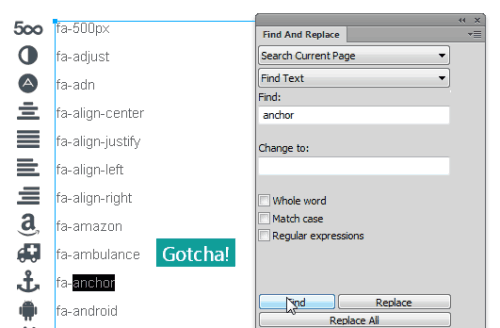 fa-500px
fa-adjust
fa-adn
fa-align-center
fa-align-justify
fa-align-left
fa-align-right
fa-amazon
fa-ambulance
Gotcha!
fa-anchor
fa-android
Find And Replace
Search Current Page
Find Text
Find:
anchor
Change to:
Whole word
Match case
Regular expressions
Find
Replace
Replace All